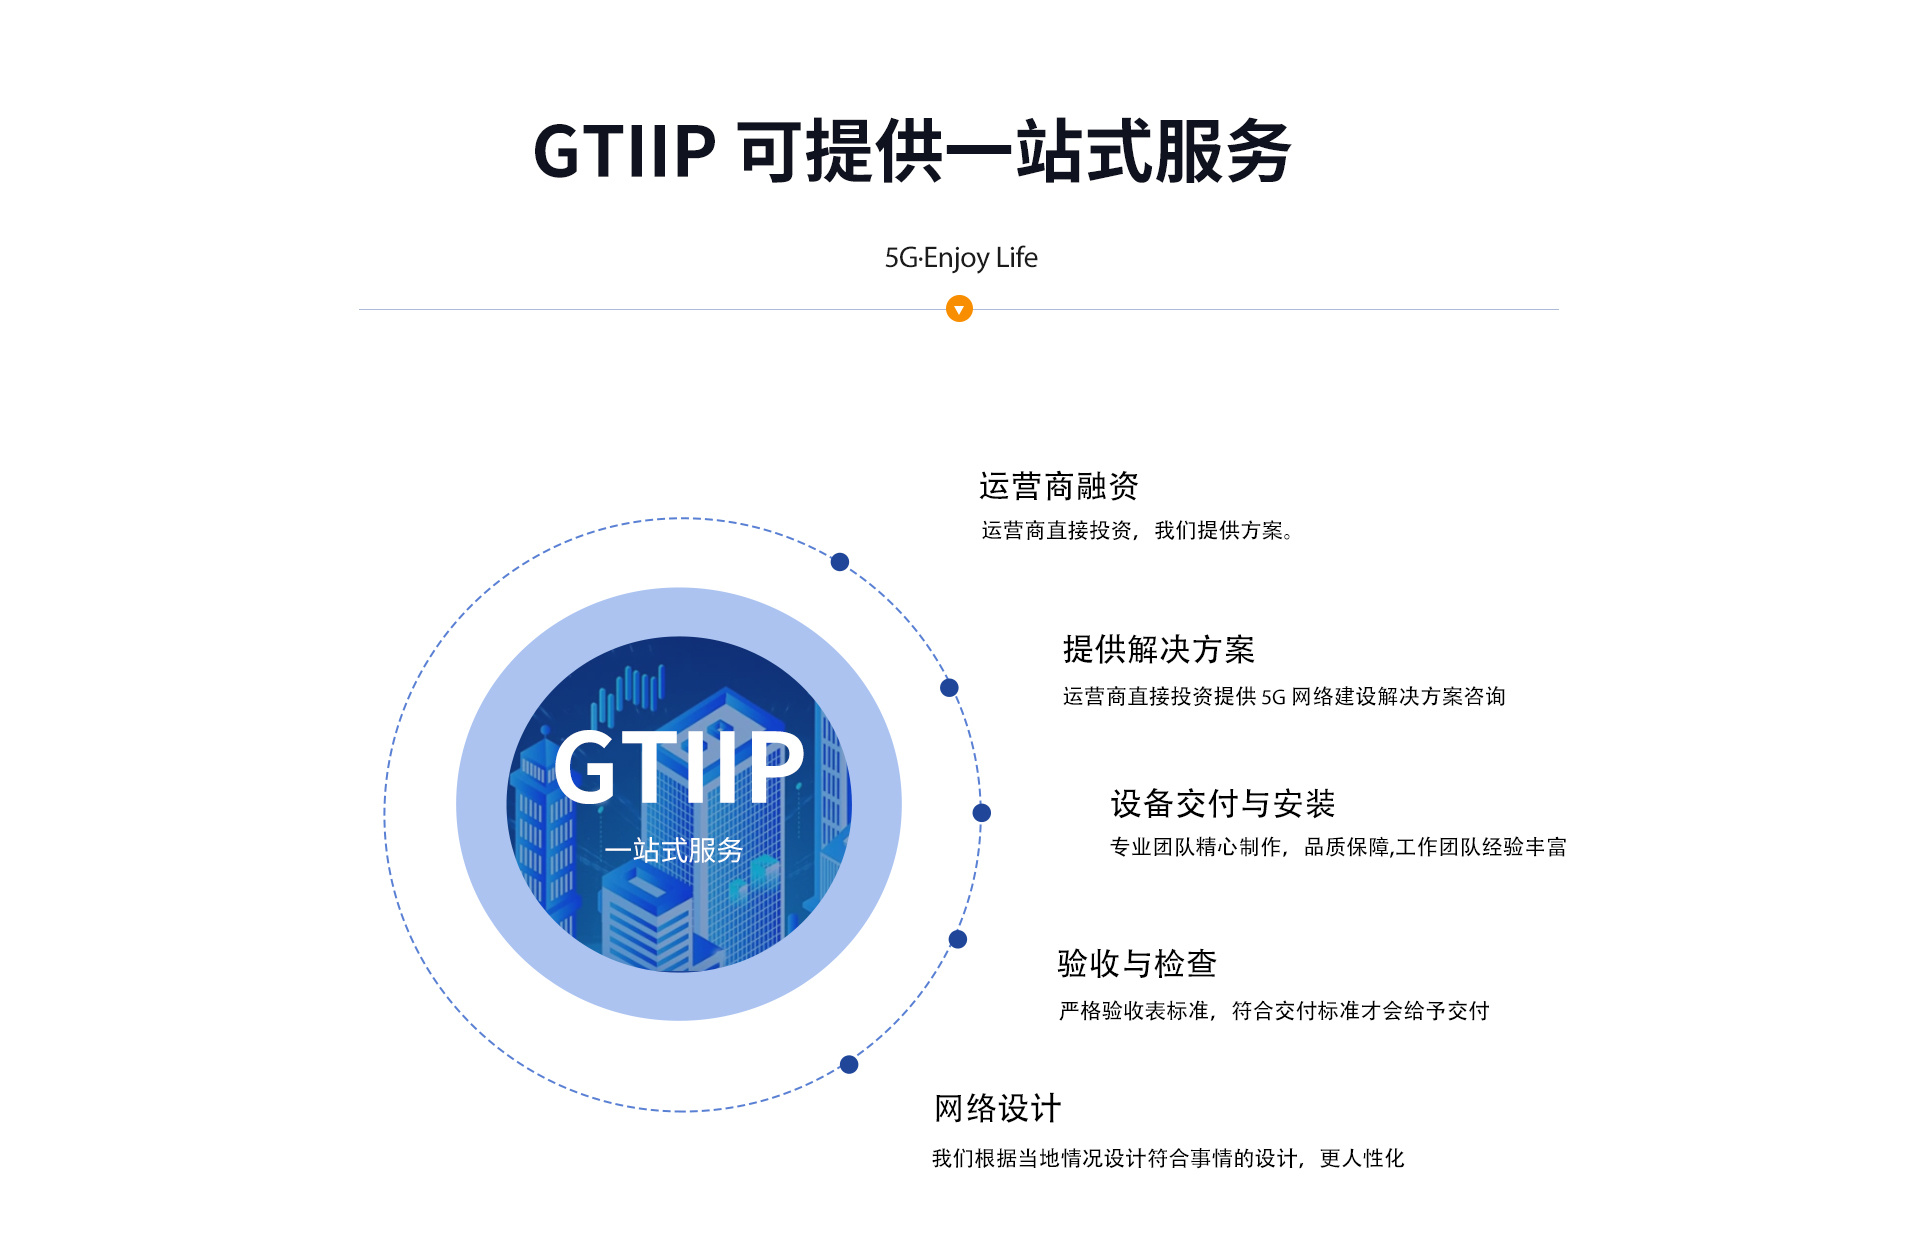 GTIIP 可提供一站式服务
5G·Enjoy Life
运营商融资
运营商直接投资，我们提供方案。
提供解决方案
运营商直接投资提供 5G 网络建设解决方案咨询
GTIIP
一站式服务
设备交付与安装
专业团队精心制作，品质保障,工作团队经验丰富
验收与检查
严格验收表标准，符合交付标准才会给予交付
网络设计
我们根据当地情况设计符合事情的设计，更人性化